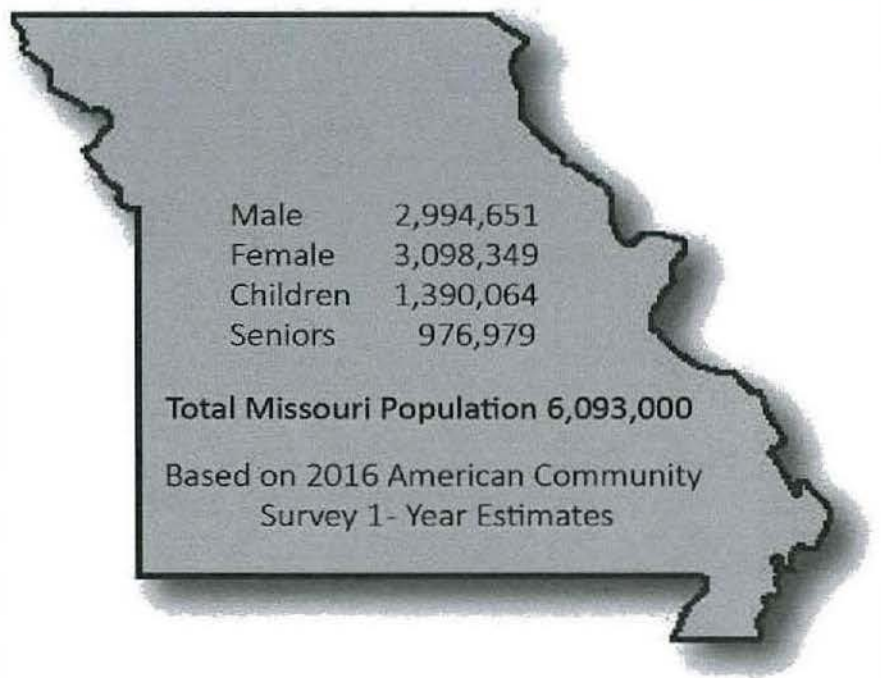 Male 2,994,651
Female 3,098,349
Children 1,390,064
Seniors 976,979
Total Missouri Population 6,093,000
Based on 2016 American Community
Survey 1- Year Estimates